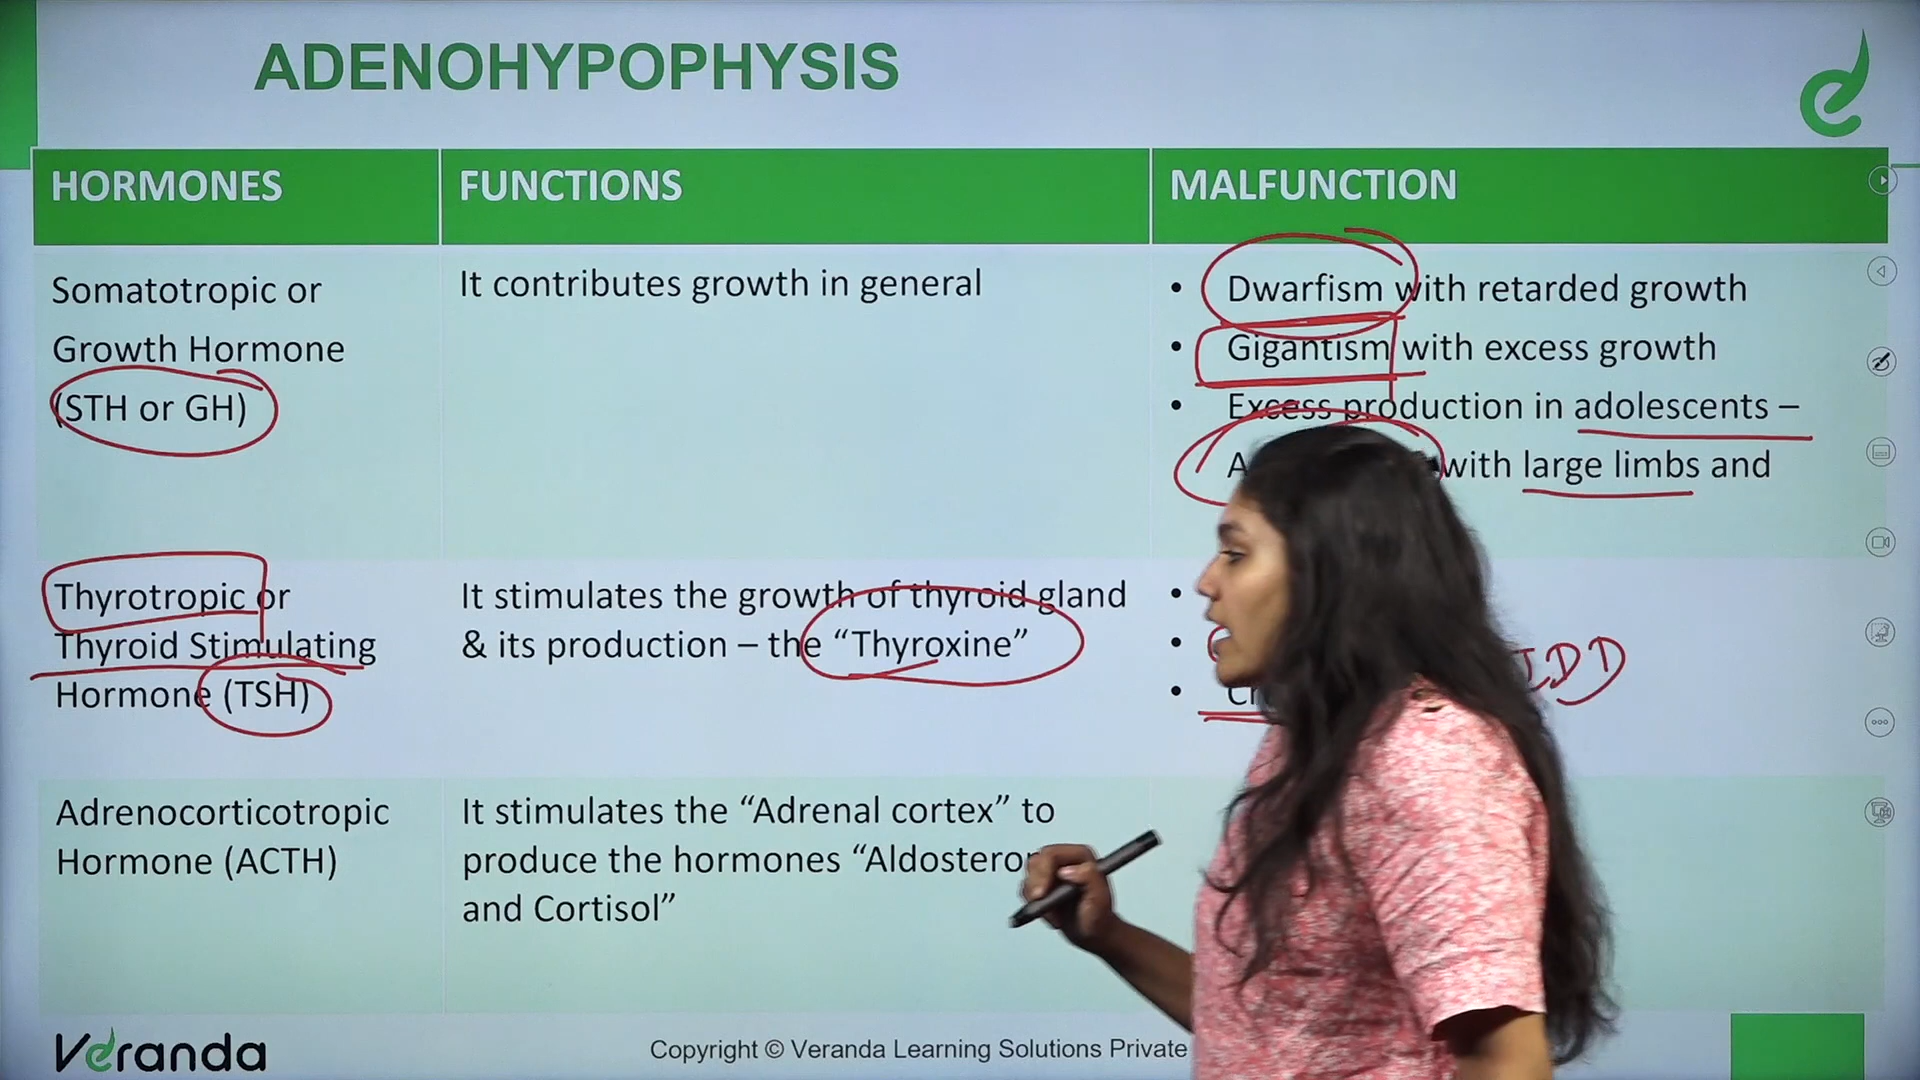 ADENOHYPOPHYSIS
HORMONES
FUNCTIONS
MALFUNCTION
Somatotropic or
Growth Hormone
(STH or GH)
It contributes growth in general
• Dwarfism with retarded growth
• Gigantism with excess growth
• Excess production in adolescents –
with large limbs and
Thyrotropic or
Thyroid Stimulating
Hormone (TSH)
It stimulates the growth of thyroid gland
& its production – the “Thyroxine”
IDD
Adrenocorticotropic
Hormone (ACTH)
It stimulates the “Adrenal cortex” to
produce the hormones
and Cortisol”
Veranda
Copyright © Veranda Learning Solutions Private